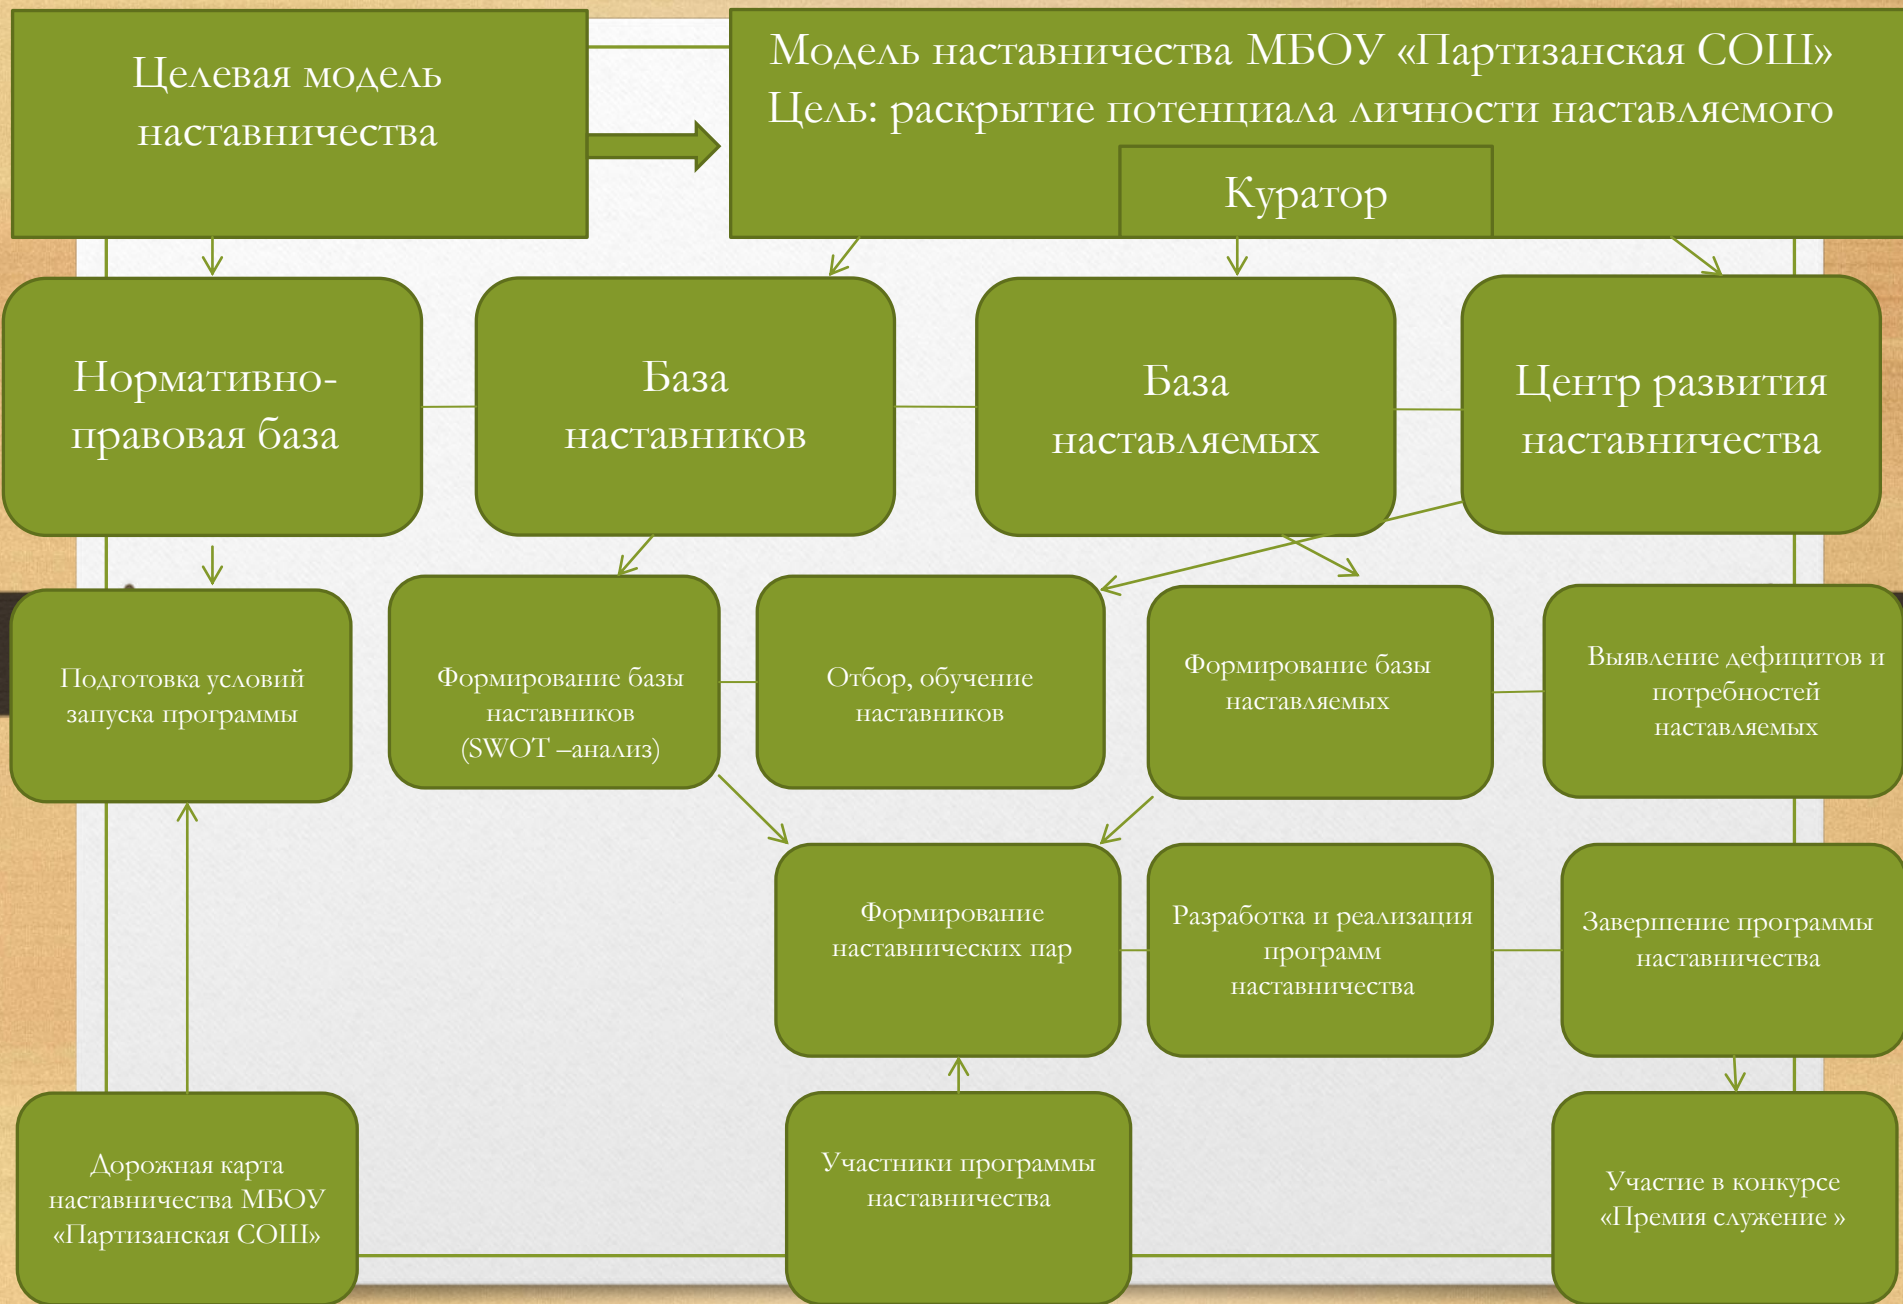 Целевая модель
наставничества
Модель наставничества МБОУ «Партизанская СОШ»
Цель: раскрытие потенциала личности наставляемого
Куратор
Нормативно-
правовая база
База
наставников
База
наставляемых
Центр развития
наставничества
Подготовка условий
запуска программы
Формирование базы
наставников
(SWOT –анализ)
Отбор, обучение
наставников
Формирование базы
наставляемых
Выявление дефицитов и
потребностей
наставляемых
Формирование
наставнических пар
Разработка и реализация
программ
наставничества
Завершение программы
наставничества
Дорожная карта
наставничества МБОУ
«Партизанская СОШ»
Участники программы
наставничества
Участие в конкурсе
«Премия служение »